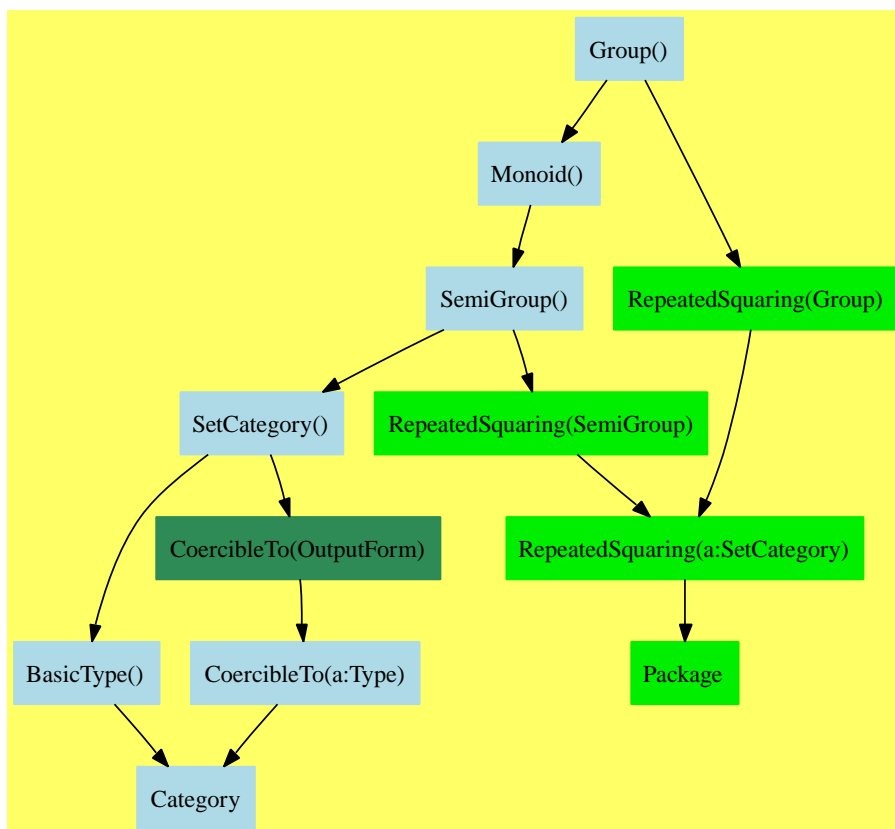 Group()
Monoid()
SemiGroup()
RepeatedSquaring(Group)
SetCategory()
RepeatedSquaring(SemiGroup)
CoercibleTo(OutputForm)
RepeatedSquaring(a:SetCategory)
BasicType()
CoercibleTo(a:Type)
Package
Category